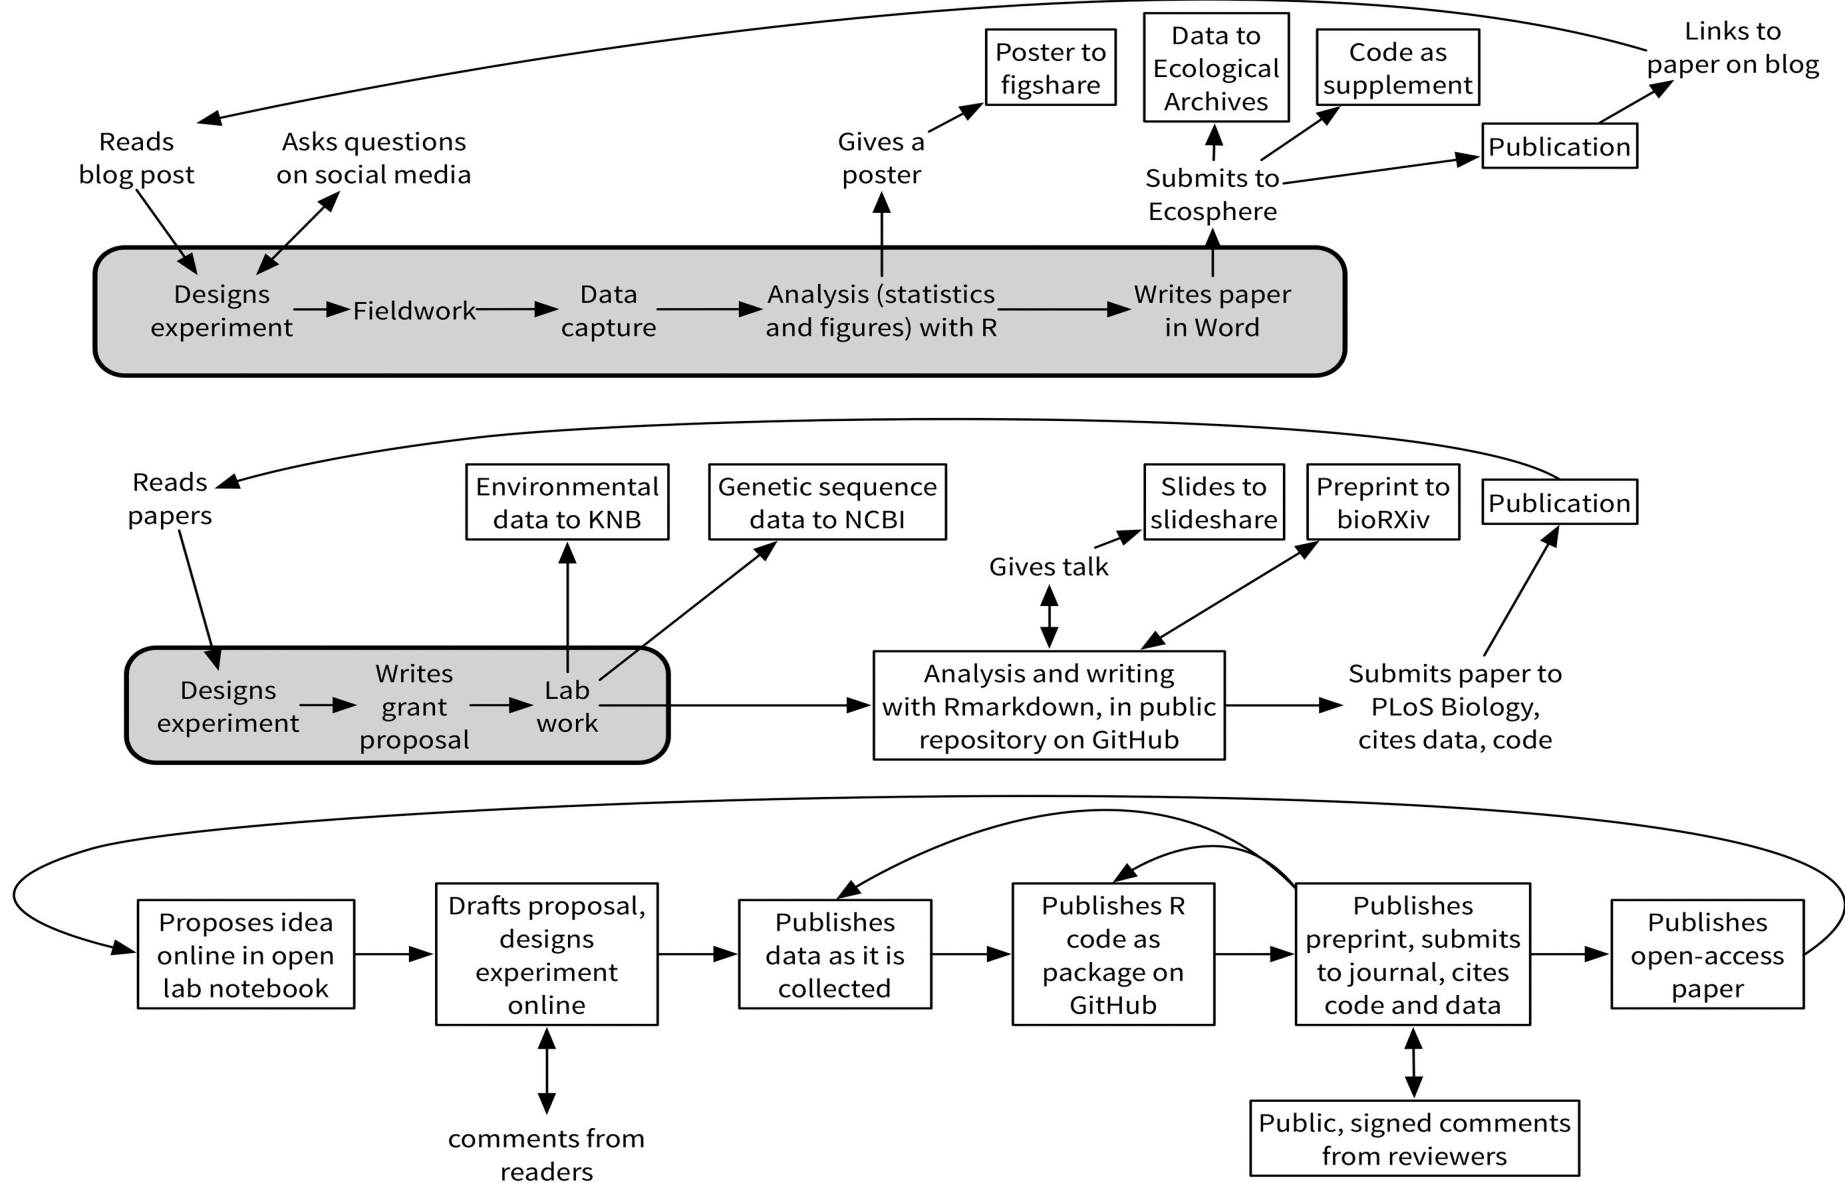 Links to
paper on blog
Poster to
figshare
Data to
Ecological
Archives
Code as
supplement
Publication
Reads
blog post
Asks questions
on social media
Gives a
poster
Submits to
Ecosphere
Designs
experiment
Fieldwork
Data
capture
Analysis (statistics
and figures) with R
Writes paper
in Word
Reads
papers
Environmental
data to KNB
Genetic sequence
data to NCBI
Gives talk
Slides to
slideshare
Preprint to
bioRXiv
Publication
Designs
experiment
Writes
grant
proposal
Lab
work
Analysis and writing
with Rmarkdown, in public
repository on GitHub
Submits paper to
PLoS Biology,
cites data, code
Proposes idea
online in open
lab notebook
Drafts proposal,
designs
experiment
online
Publishes
data as it is
collected
Publishes R
code as
package on
GitHub
Publishes
preprint, submits
to journal, cites
code and data
Publishes
open-access
paper
comments from
readers
Public, signed comments
from reviewers